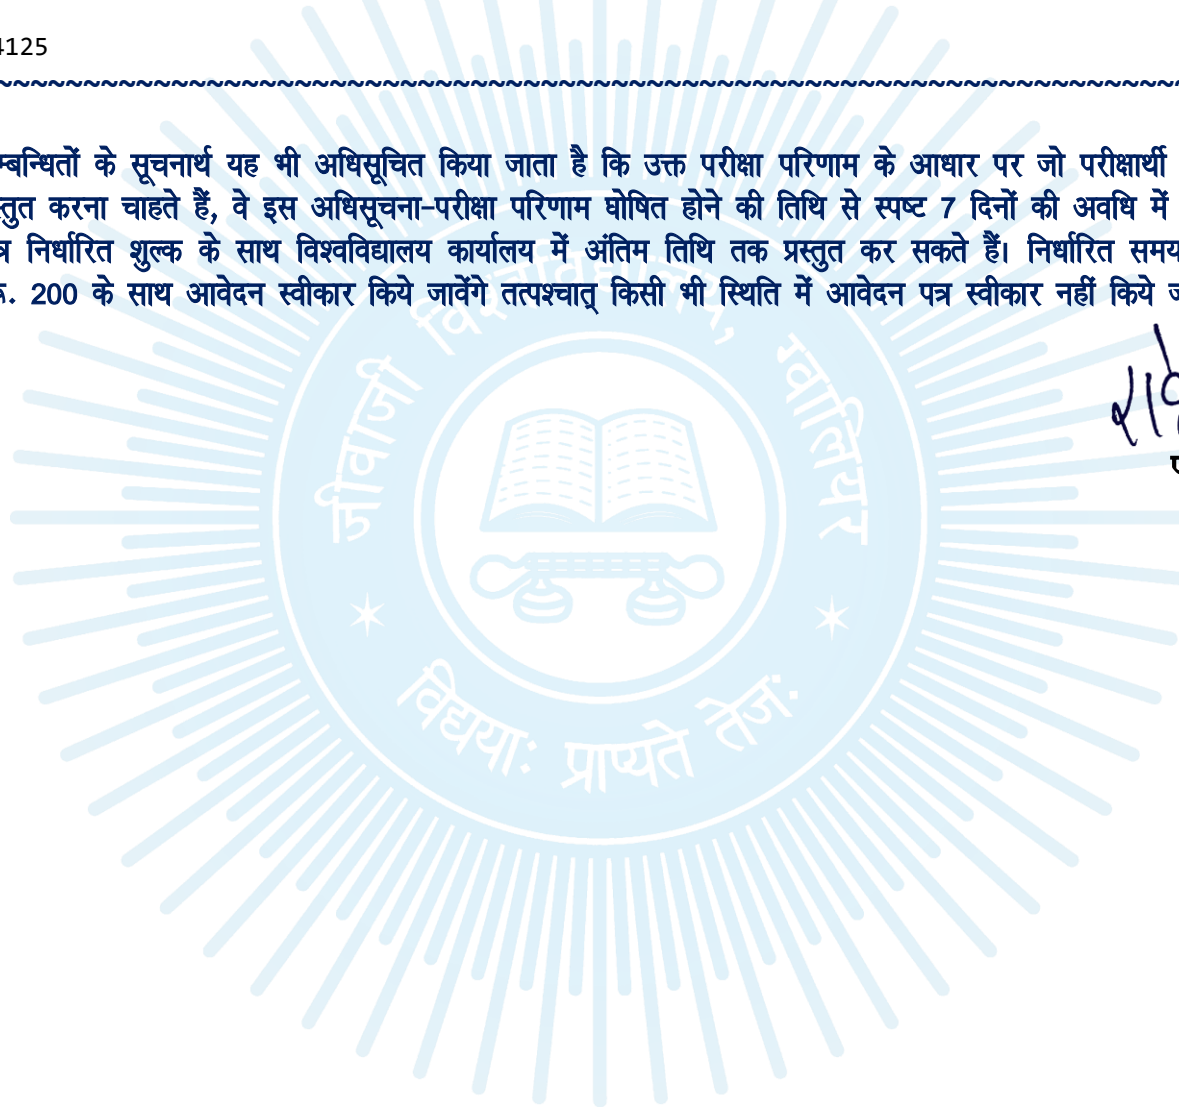 4125
~~~~~~~~~~~~~~~~~~~~~~~~~~~~~~~~~~~~~~~~~~~~~~~~~~~~~~~~~~~~~~~~~~~~
म्बन्धितों के सूचनार्थ यह भी अधिसूचित किया जाता है कि उक्त परीक्षा परिणाम के आधार पर जो परीक्षार्थी
स्तुत करना चाहते हैं, वे इस अधिसूचना-परीक्षा परिणाम घोषित होने की तिथि से स्पष्ट 7 दिनों की अवधि में
त्र निर्धारित शुल्क के साथ विश्वविद्यालय कार्यालय में अंतिम तिथि तक प्रस्तुत कर सकते हैं। निर्धारित समय
रू. 200 के साथ आवेदन स्वीकार किये जावेंगे तत्पश्चात् किसी भी स्थिति में आवेदन पत्र स्वीकार नहीं किये
जीवाजी विश्वविद्यालय, ग्वालियर
विद्यया: प्राप्यते तेज: